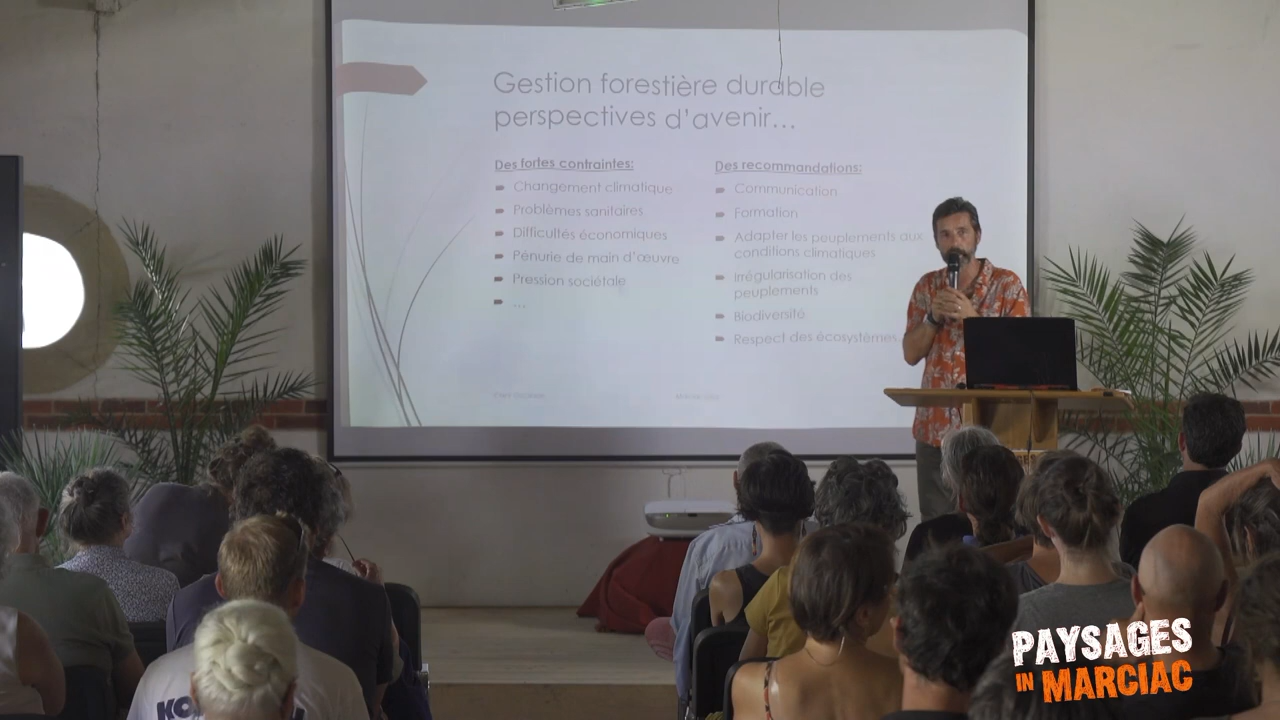 Gestion forestière durable
perspectives d'avenir...
Des fortes contraintes:
Changement climatique
Problèmes sanitaires
Difficultés économiques
Pénurie de main d'œuvre
Pression sociétale
...
Des recommandations:
Communication
Formation
Adapter les peuplements aux
conditions climatiques
Irrégularisation des
peuplements
Biodiversité
Respect des écosystèmes
PAYSAGES
IN MARCIAC